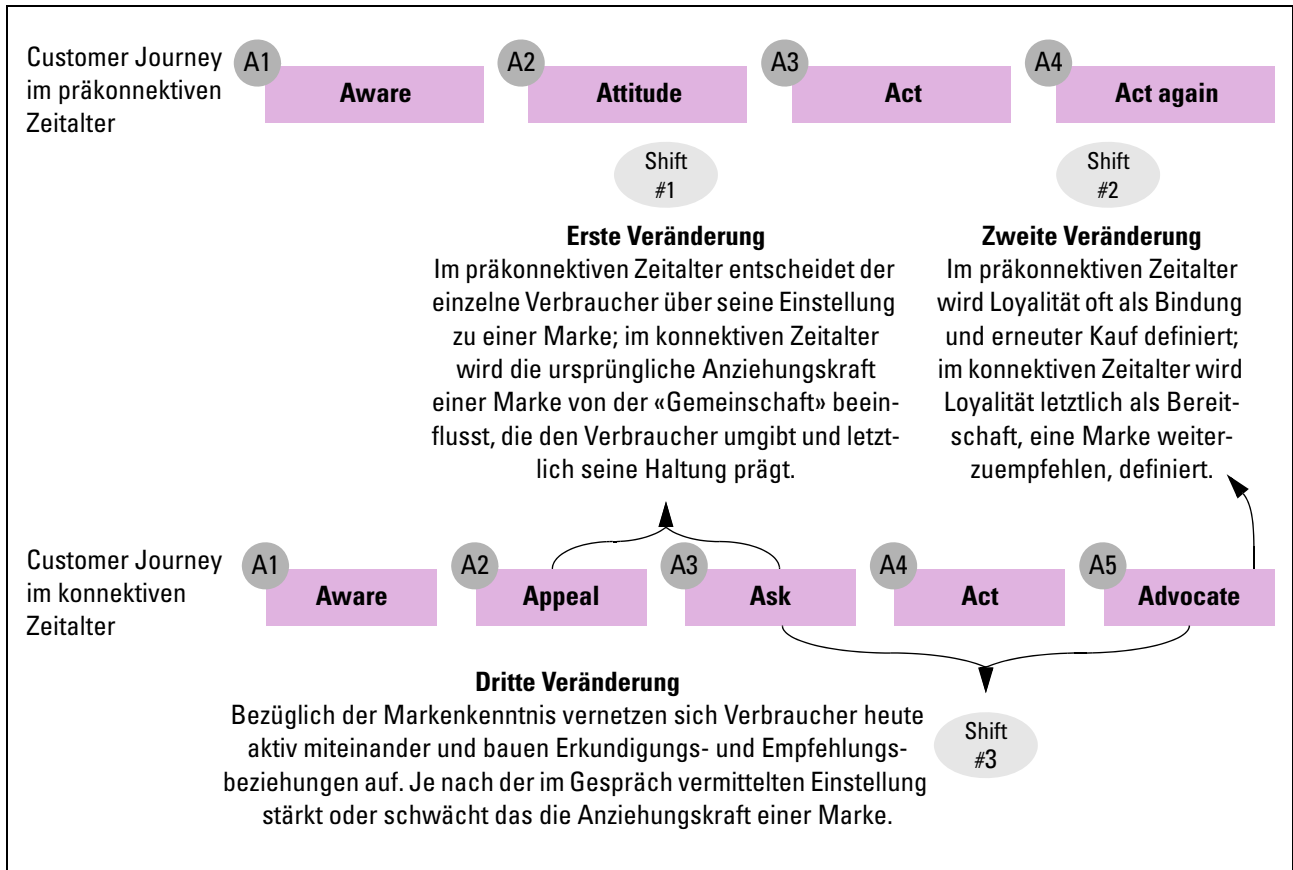 Customer Journey
im präkonnektiven
Zeitalter
A1
Aware
A2
Attitude
A3
Act
A4
Act again
Shift
#1
Erste Veränderung
Im präkonnektiven Zeitalter entscheidet der
einzelne Verbraucher über seine Einstellung
zu einer Marke; im konnektiven Zeitalter
wird die ursprüngliche Anziehungskraft
einer Marke von der «Gemeinschaft» beein-
flusst, die den Verbraucher umgibt und letzt-
lich seine Haltung prägt.
Shift
#2
Zweite Veränderung
Im präkonnektiven Zeitalter
wird Loyalität oft als Bindung
und erneuter Kauf definiert;
im konnektiven Zeitalter wird
Loyalität letztlich als Bereit-
schaft, eine Marke weiter-
zuempfehlen, definiert.
Customer Journey
im konnektiven
Zeitalter
A1
Aware
A2
Appeal
A3
Ask
A4
Act
A5
Advocate
Dritte Veränderung
Bezüglich der Markenkenntnis vernetzen sich Verbraucher heute
aktiv miteinander und bauen Erkundigungs- und Empfehlungs-
beziehungen auf. Je nach der im Gespräch vermittelten Einstellung
stärkt oder schwächt das die Anziehungskraft einer Marke.
Shift
#3